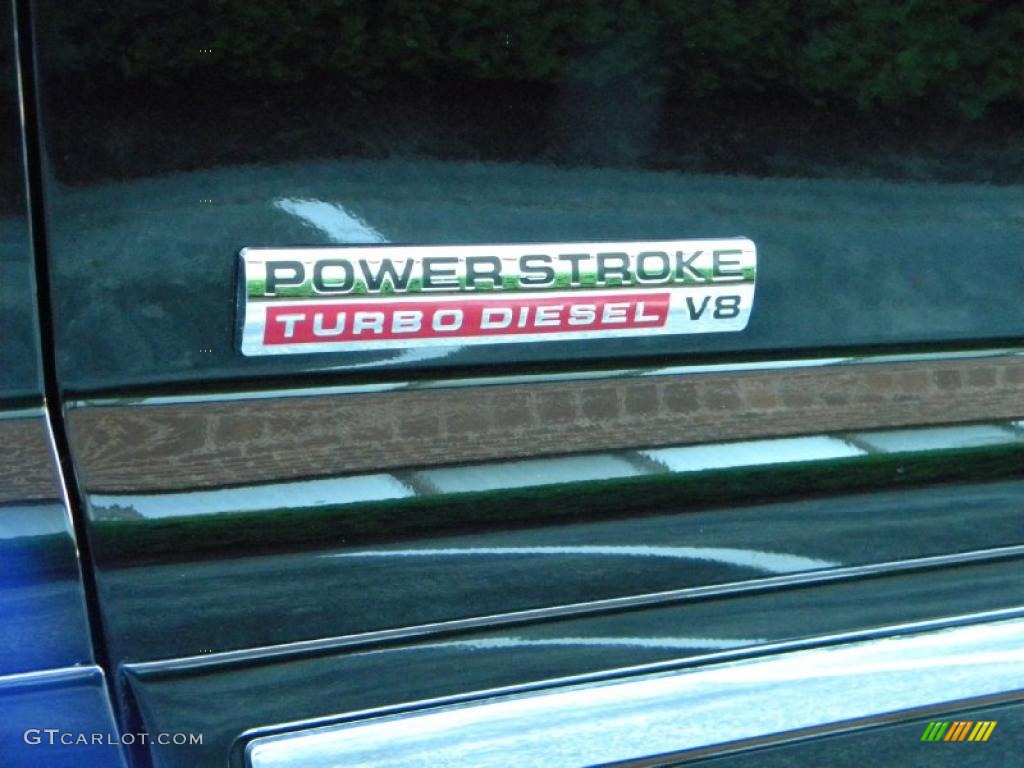 POWER STROKE
TURBO DIESEL V8
GTCARLOT.COM